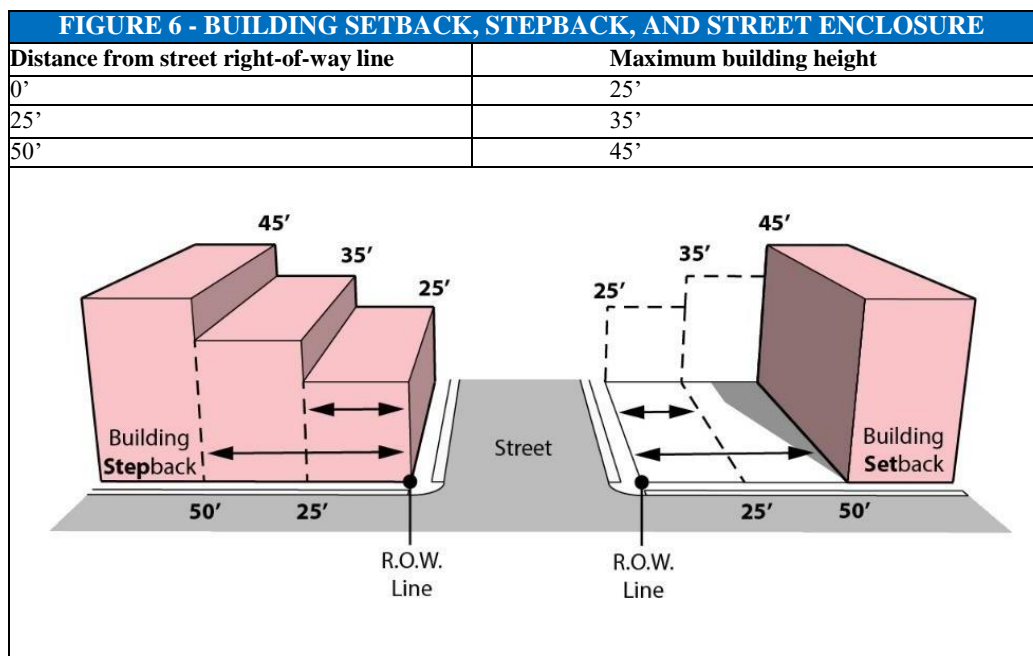 FIGURE 6 - BUILDING SETBACK, STEPBACK, AND STREET ENCLOSURE
Distance from street right-of-way line Maximum building height
0’ 25’
25’ 35’
50’ 45’
45′ 45′
35′ 35′
25′ 25′
Building
Stepback
Street
Building
Setback
50′ 25′ 25′ 50′
R.O.W.
Line
R.O.W.
Line